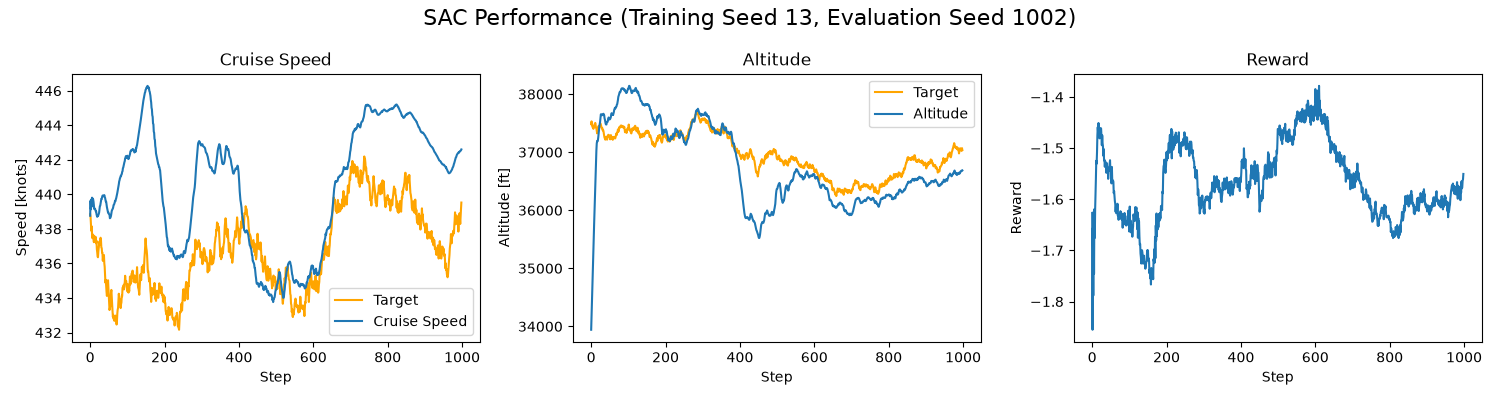 SAC Performance (Training Seed 13, Evaluation Seed 1002)
Cruise Speed
446
444
442
440
438
436
434
432
Speed [knots]
0 200 400 600 800 1000
Step
Target
Cruise Speed
Altitude
38000
37000
36000
35000
34000
Altitude [ft]
0 200 400 600 800 1000
Step
Target
Altitude
Reward
−1.4
−1.5
−1.6
−1.7
−1.8
Reward
0 200 400 600 800 1000
Step